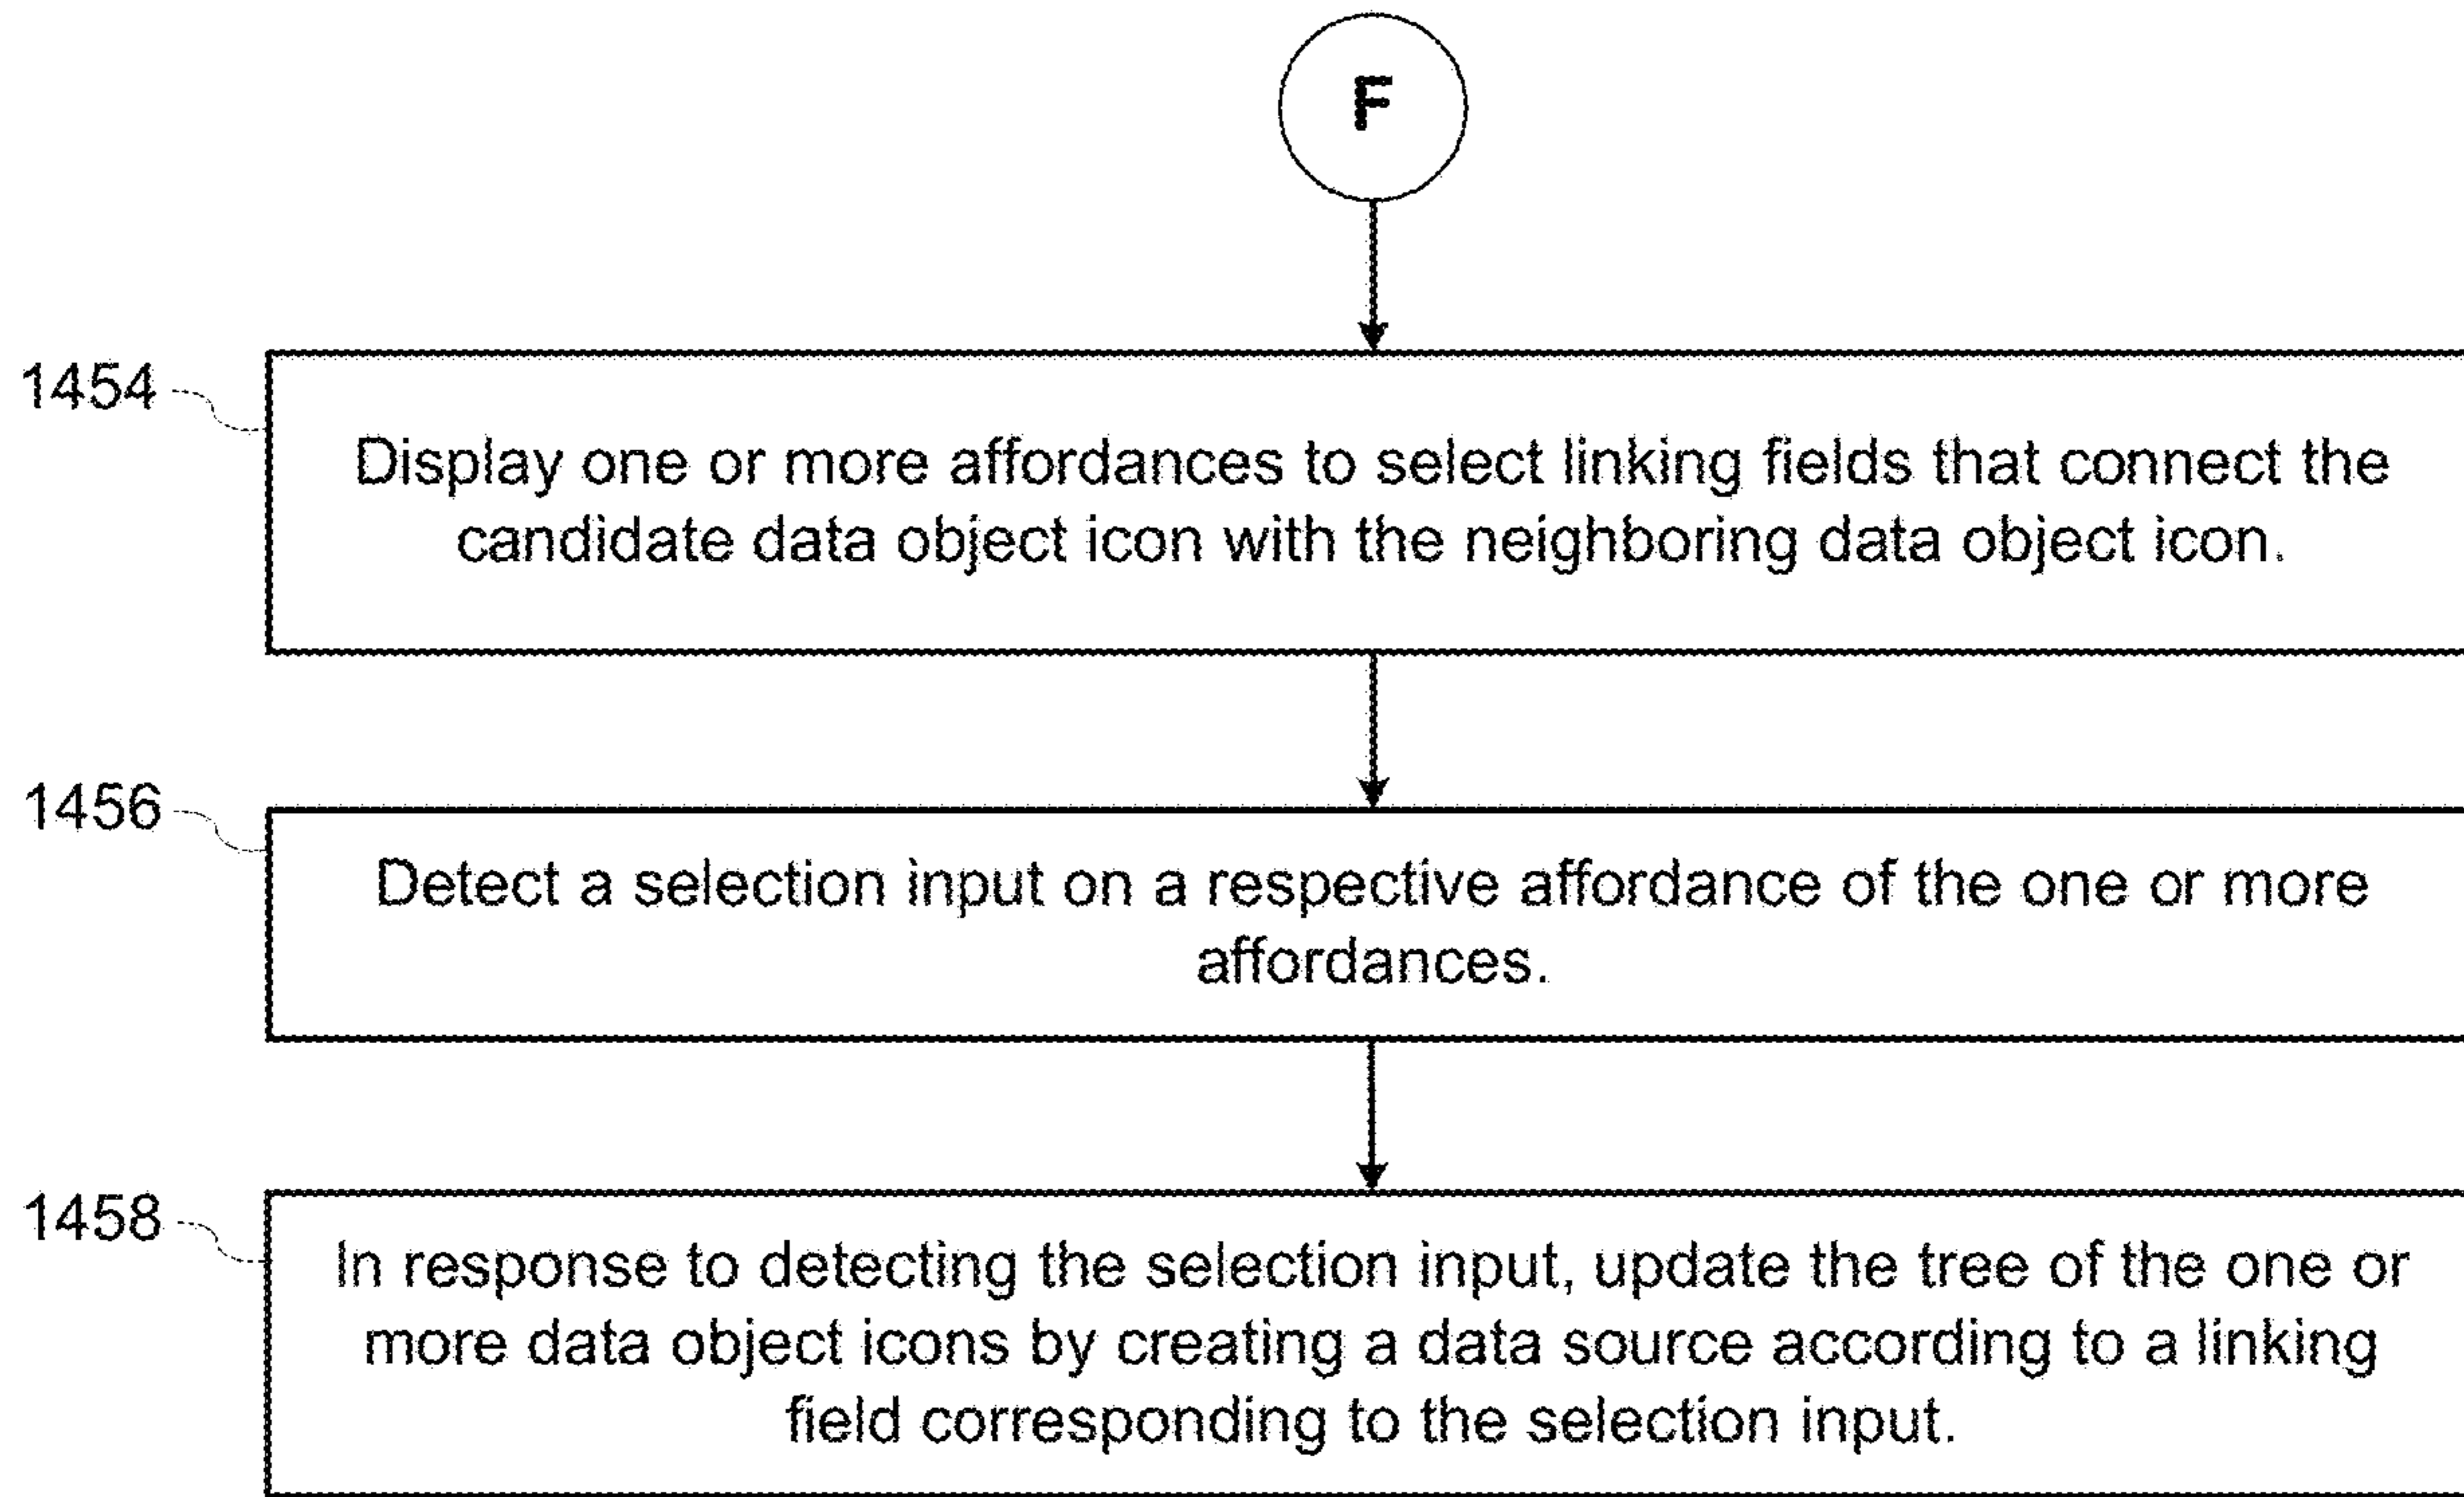 F
1454
Display one or more affordances to select linking fields that connect the
candidate data object icon with the neighboring data object icon.
1456
Detect a selection input on a respective affordance of the one or more
affordances.
1458
In response to detecting the selection input, update the tree of the one or
more data object icons by creating a data source according to a linking
field corresponding to the selection input.